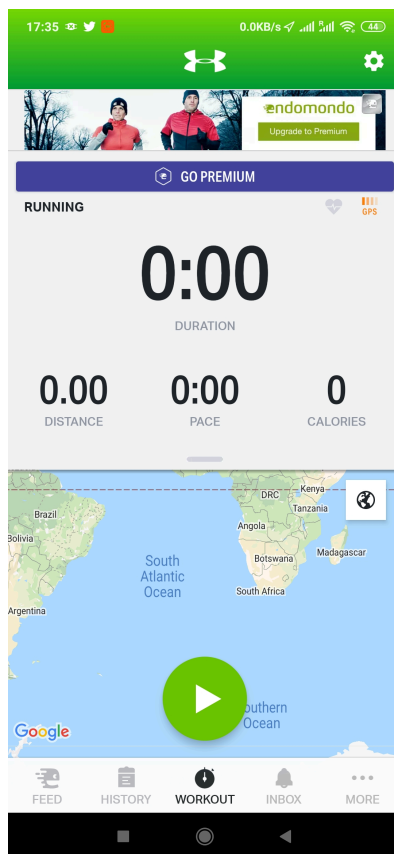 17:35
0.0KB/s
R
44
endomondo
Upgrade to Premium
GO PREMIUM
RUNNING
GPS
0:00
DURATION
0.00 0:00 0
DISTANCE PACE CALORIES
DRC
Kenya
Brazil
Tanzania
Angola
Bolivia
South
Atlantic
Ocean
Botswana
Madagascar
South Africa
Argentina
outhern
Ocean
Google
FEED HISTORY WORKOUT INBOX MORE